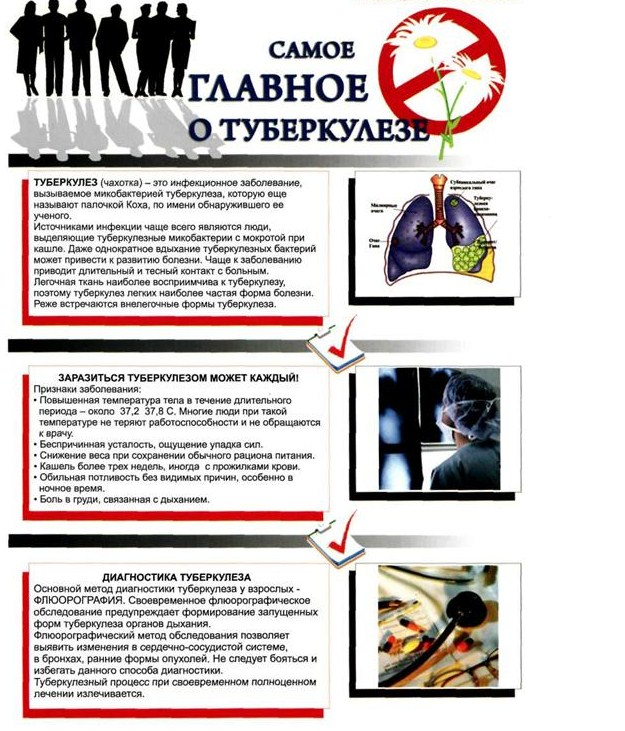 САМОЕ
ГЛАВНОЕ
О ТУБЕРКУЛЕЗЕ
ТУБЕРКУЛЕЗ (чахотка) – это инфекционное заболевание,
вызываемое микобактерией туберкулеза, которую еще
называют палочкой Коха, по имени обнаружившего ее
ученого.
Источниками инфекции чаще всего являются люди,
выделяющие туберкулезные микобактерии с мокротой при
кашле. Даже однократное вдыхание туберкулезных бактерий
может привести к развитию болезни. Чаще к заболеванию
приводит длительный и тесный контакт с больным.
Легочная ткань наиболее восприимчива к туберкулезу,
поэтому туберкулез легких наиболее частая форма болезни.
Реже встречаются внелегочные формы туберкулеза.
Милиарные
очаги
ЗАРАЗИТЬСЯ ТУБЕРКУЛЕЗОМ МОЖЕТ КАЖДЫЙ!
Признаки заболевания:
• Повышенная температура тела в течение длительного
периода – около 37,2 37,8 С. Многие люди при такой
температуре не теряют работоспособности и не обращаются
к врачу.
• Беспричинная усталость, ощущение упадка сил.
• Снижение веса при сохранении обычного рациона питания.
• Кашель более трех недель, иногда с прожилками крови.
• Обильная потливость без видимых причин, особенно в
ночное время.
• Боль в груди, связанная с дыханием.
ДИАГНОСТИКА ТУБЕРКУЛЕЗА
Основной метод диагностики туберкулеза у взрослых -
ФЛЮОРОГРАФИЯ. Своевременное флюорографическое
обследование предупреждает формирование запущенных
форм туберкулеза органов дыхания.
Флюорографический метод обследования позволяет
выявить изменения в сердечно-сосудистой системе,
в бронхах, ранние формы опухолей. Не следует бояться и
избегать данного способа диагностики.
Туберкулезный процесс при своевременном полноценном
лечении излечивается.